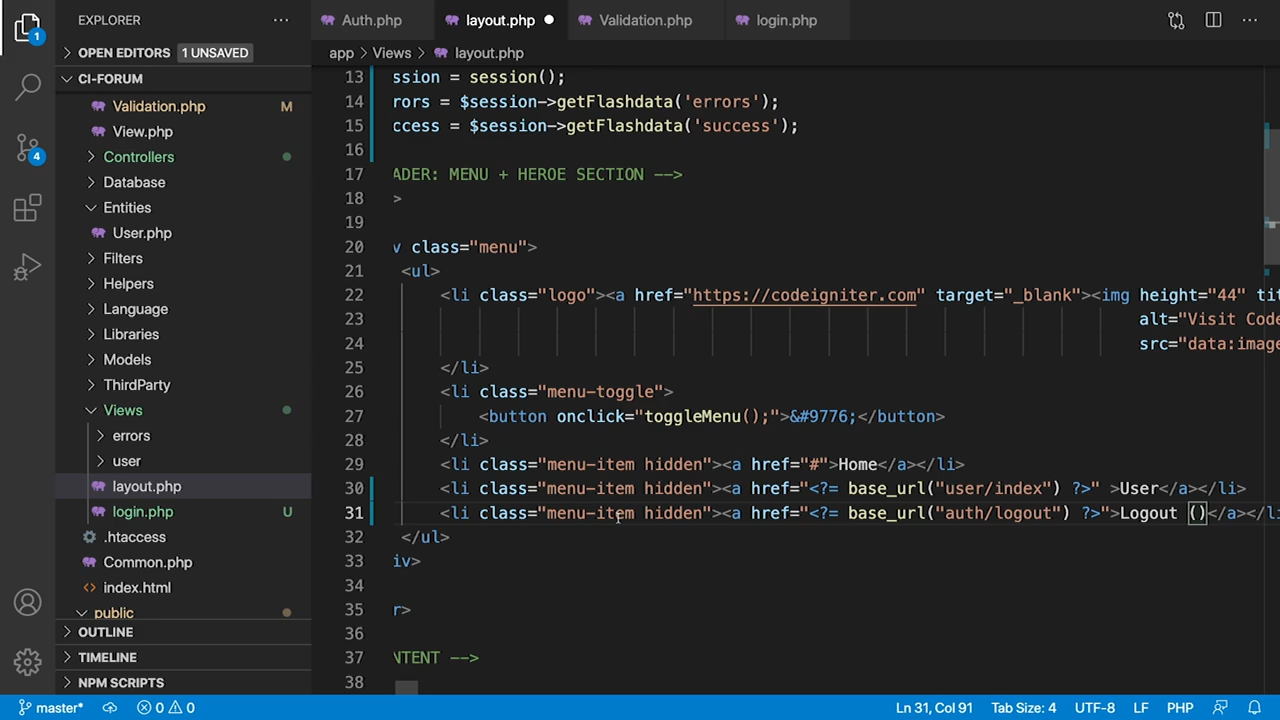 EXPLORER
Auth.php
layout.php
Validation.php
login.php
1
OPEN EDITORS 1 UNSAVED
app > Views > layout.php
CI-FORUM
Validation.php M
View.php
Controllers
Database
Entities
User.php
Filters
Helpers
Language
Libraries
Models
ThirdParty
Views
errors
user
layout.php
login.php U
.htaccess
Common.php
index.html
public
OUTLINE
TIMELINE
NPM SCRIPTS
4
13 ssion = session();
14 rors = $session->getFlashdata('errors');
15 ccess = $session->getFlashdata('success');
16
17 ADER: MENU + HEROE SECTION -->
18 >
19
20 v class="menu">
21 <ul>
22 <li class="logo"><a href="https://codeigniter.com" target="_blank"><img height="44" tit
23 alt="Visit Code
24 src="data:image
25 </li>
26 <li class="menu-toggle">
27 <button onclick="toggleMenu();">&#9776;</button>
28 </li>
29 <li class="menu-item hidden"><a href="#">Home</a></li>
30 <li class="menu-item hidden"><a href="<?= base_url("user/index") ?>" >User</a></li>
31 <li class="menu-item hidden"><a href="<?= base_url("auth/logout") ?>">Logout ()</a></li
32 </ul>
33 iv>
34
35 r>
36
37 NTENT -->
38
master* 0 0 Ln 31, Col 91 Tab Size: 4 UTF-8 LF PHP